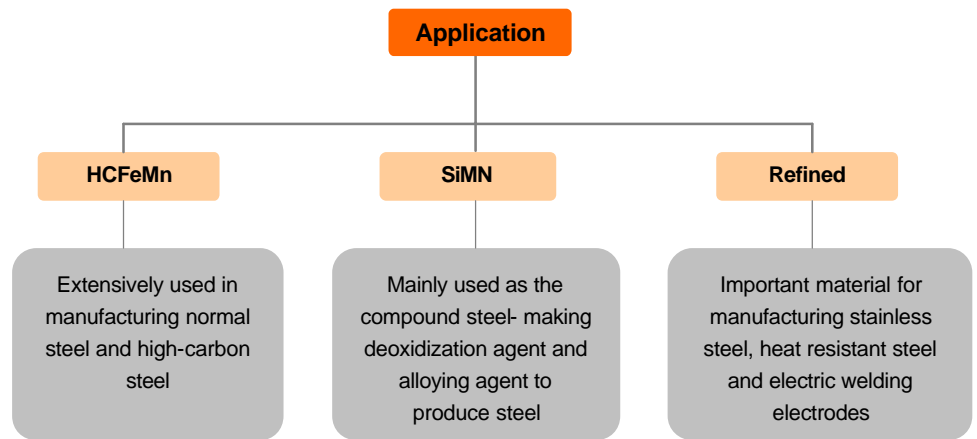 Application
HCFeMn
SiMN
Refined
Extensively used in
manufacturing normal
steel and high-carbon
steel
Mainly used as the
compound steel- making
deoxidization agent and
alloying agent to
produce steel
Important material for
manufacturing stainless
steel, heat resistant steel
and electric welding
electrodes